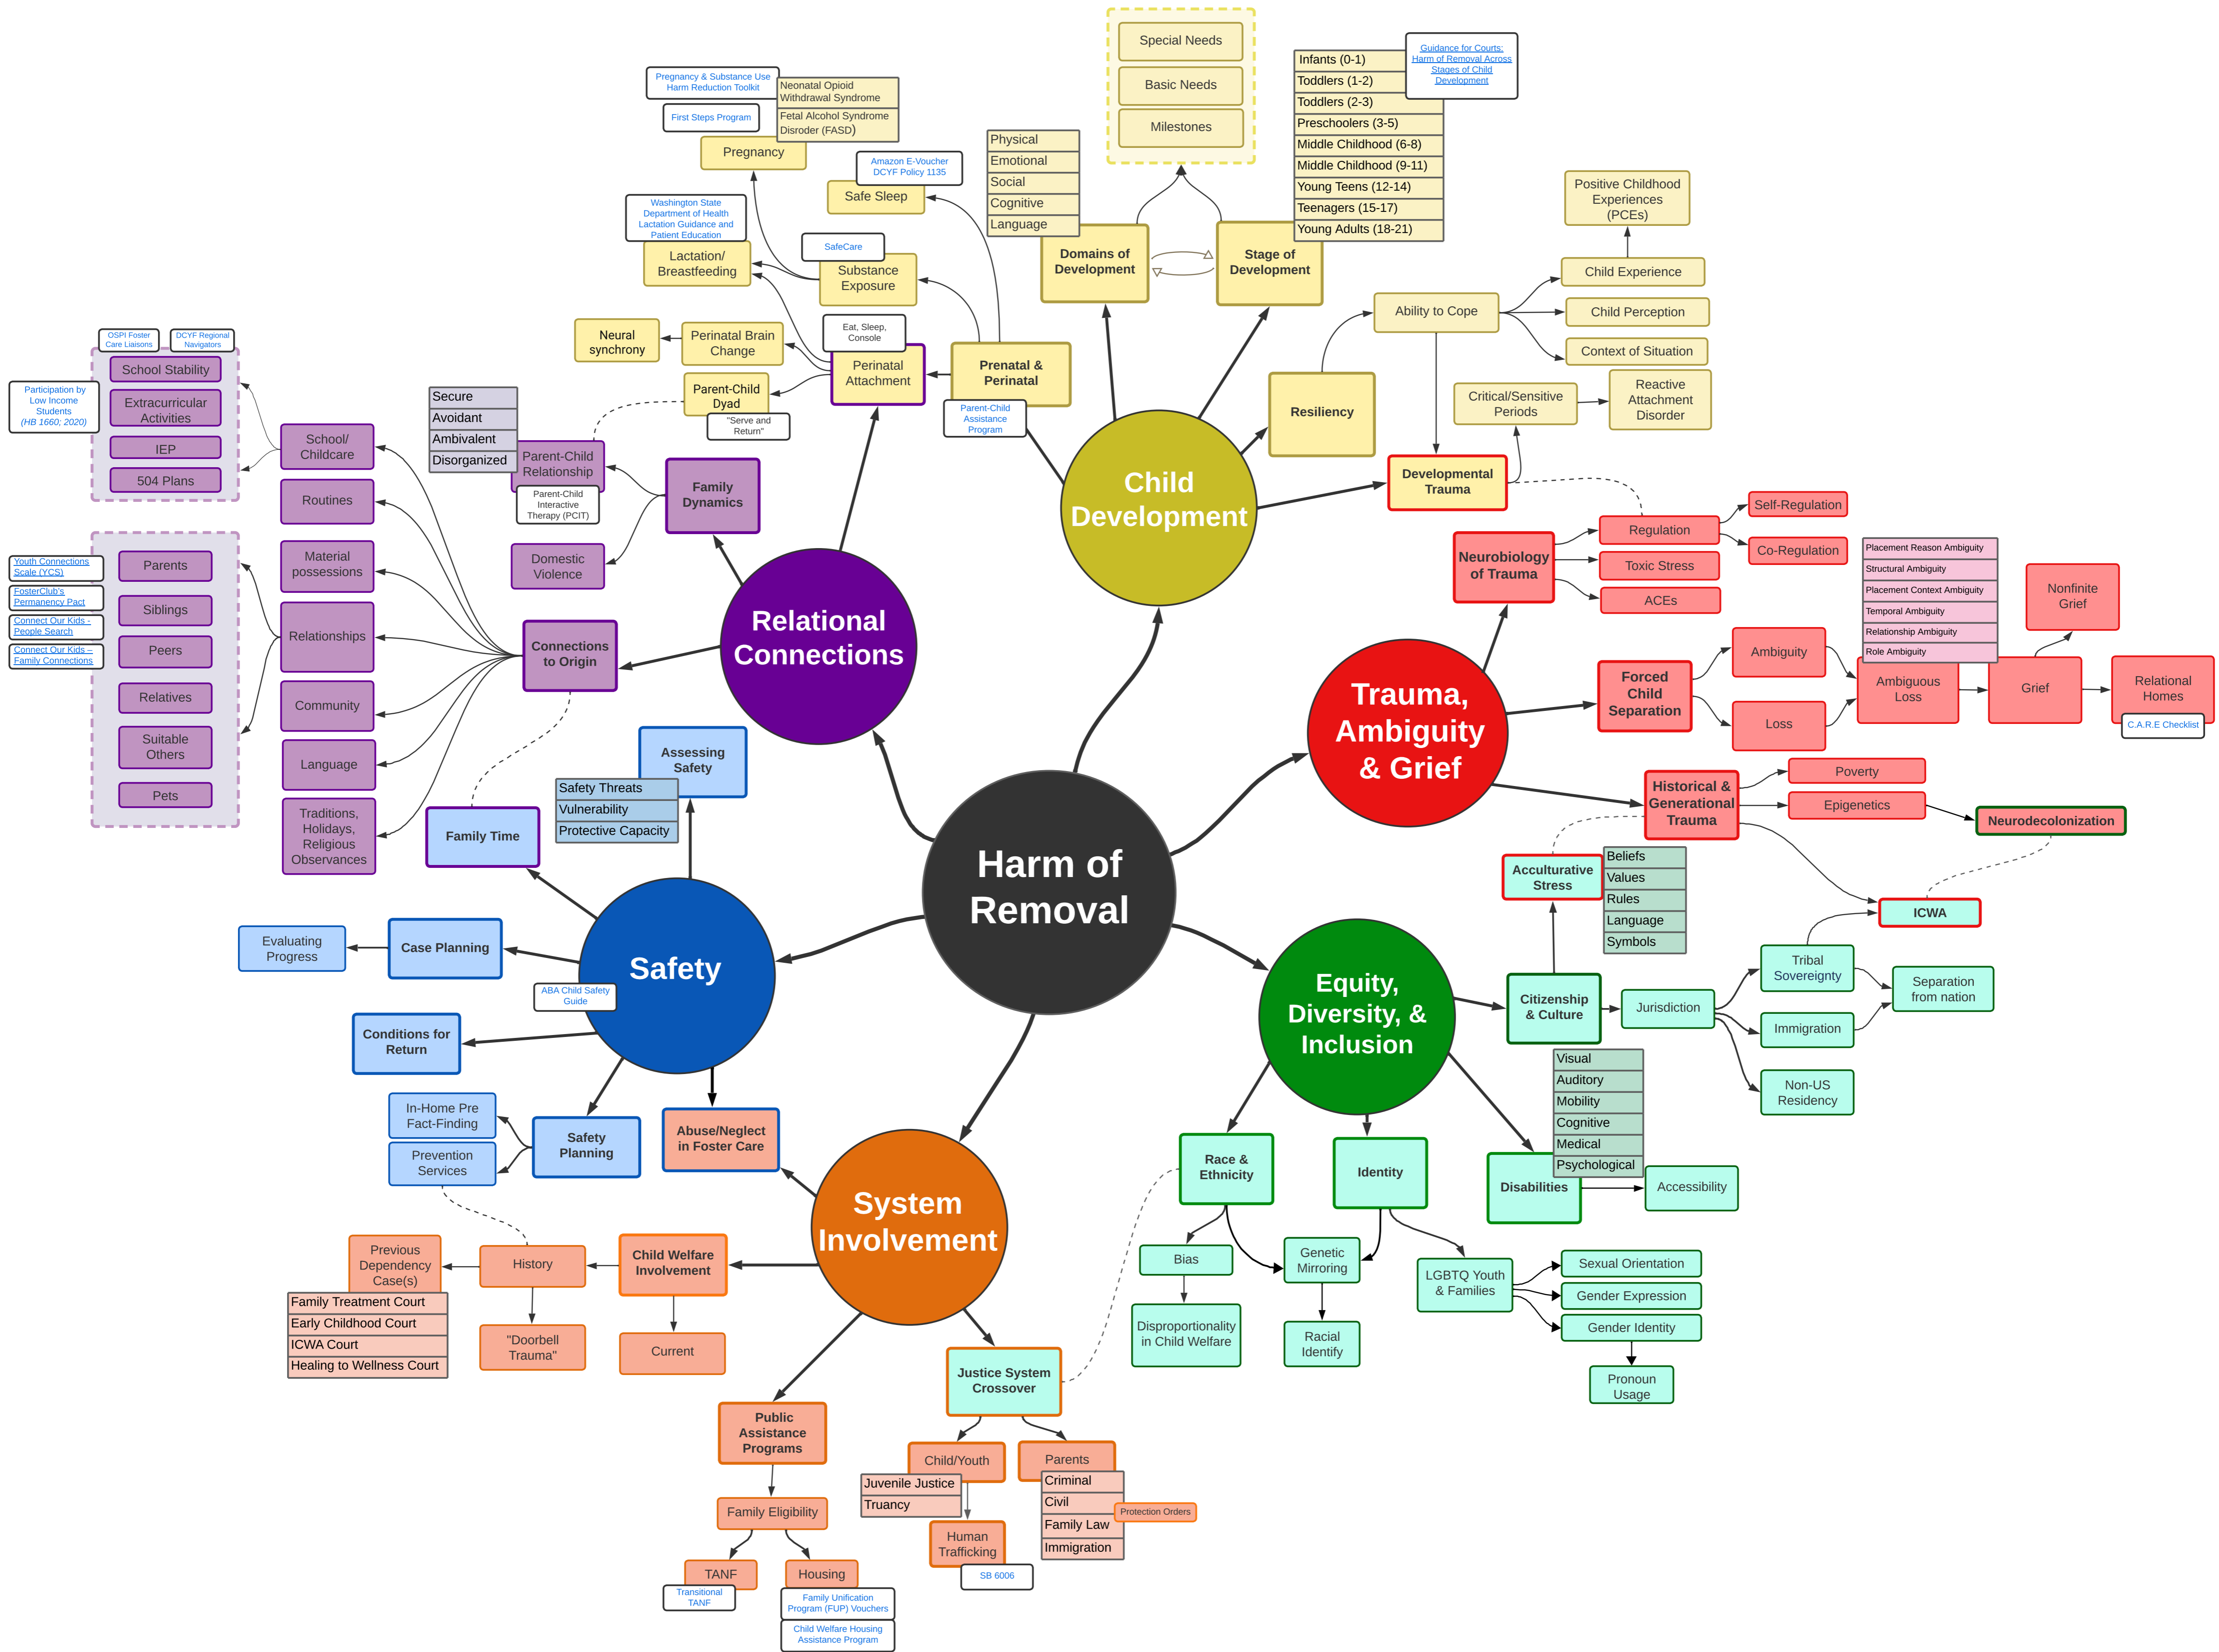 Special Needs
Basic Needs
Milestones
Infants (0-1)
Toddlers (1-2)
Toddlers (2-3)
Preschoolers (3-5)
Middle Childhood (6-8)
Middle Childhood (9-11)
Young Teens (12-14)
Teenagers (15-17)
Young Adults (18-21)
Guidance for Courts:
Harm of Removal Across
Stages of Child
Development
Pregnancy & Substance Use
Harm Reduction Toolkit
First Steps Program
Neonatal Opioid
Withdrawal Syndrome
Fetal Alcohol Syndrome
Disroder (FASD)
Pregnancy
Amazon E-Voucher
DCYF Policy 1135
Safe Sleep
Physical
Emotional
Social
Cognitive
Language
Domains of
Development
Stage of
Development
Washington State
Department of Health
Lactation Guidance and
Patient Education
Lactation/
Breastfeeding
SafeCare
Substance
Exposure
Neural
synchrony
Perinatal Brain
Change
Eat, Sleep,
Console
Perinatal
Attachment
Prenatal &
Perinatal
Parent-Child
Assistance
Program
Parent-Child
Dyad
"Serve and
Return"
Positive Childhood
Experiences
(PCEs)
Child Experience
Ability to Cope
Child Perception
Context of Situation
Resiliency
Critical/Sensitive
Periods
Reactive
Attachment
Disorder
Developmental
Trauma
Child
Development
OSPI Foster
Care Liaisons
DCYF Regional
Navigators
School Stability
Extracurricular
Activities
IEP
504 Plans
Participation by
Low Income
Students
(HB 1660; 2020)
School/
Childcare
Routines
Material
possessions
Relationships
Community
Language
Traditions,
Holidays,
Religious
Observances
Youth Connections
Scale (YCS)
FosterClub's
Permanency Pact
Connect Our Kids -
People Search
Connect Our Kids –
Family Connections
Parents
Siblings
Peers
Relatives
Suitable
Others
Pets
Secure
Avoidant
Ambivalent
Disorganized
Parent-Child
Relationship
Parent-Child
Interactive
Therapy (PCIT)
Family
Dynamics
Domestic
Violence
Connections
to Origin
Relational
Connections
Neurobiology
of Trauma
Regulation
Self-Regulation
Co-Regulation
Toxic Stress
ACEs
Placement Reason Ambiguity
Structural Ambiguity
Placement Context Ambiguity
Temporal Ambiguity
Relationship Ambiguity
Role Ambiguity
Nonfinite
Grief
Forced
Child
Separation
Ambiguity
Loss
Ambiguous
Loss
Grief
Relational
Homes
C.A.R.E Checklist
Trauma,
Ambiguity
& Grief
Historical &
Generational
Trauma
Poverty
Epigenetics
Neurodecolonization
Acculturative
Stress
Beliefs
Values
Rules
Language
Symbols
ICWA
Harm of
Removal
Assessing
Safety
Safety Threats
Vulnerability
Protective Capacity
Family Time
Case Planning
Evaluating
Progress
Safety
ABA Child Safety
Guide
Conditions for
Return
In-Home Pre
Fact-Finding
Prevention
Services
Safety
Planning
Abuse/Neglect
in Foster Care
Equity,
Diversity, &
Inclusion
Citizenship
& Culture
Jurisdiction
Tribal
Sovereignty
Immigration
Non-US
Residency
Separation
from nation
Visual
Auditory
Mobility
Cognitive
Medical
Psychological
Disabilities
Accessibility
Race &
Ethnicity
Identity
Bias
Disproportionality
in Child Welfare
Genetic
Mirroring
Racial
Identify
LGBTQ Youth
& Families
Sexual Orientation
Gender Expression
Gender Identity
Pronoun
Usage
System
Involvement
Child Welfare
Involvement
History
Previous
Dependency
Case(s)
Family Treatment Court
Early Childhood Court
ICWA Court
Healing to Wellness Court
"Doorbell
Trauma"
Current
Justice System
Crossover
Public
Assistance
Programs
Family Eligibility
TANF
Transitional
TANF
Housing
Family Unification
Program (FUP) Vouchers
Child Welfare Housing
Assistance Program
Child/Youth
Juvenile Justice
Truancy
Human
Trafficking
SB 6006
Parents
Criminal
Civil
Family Law
Immigration
Protection Orders